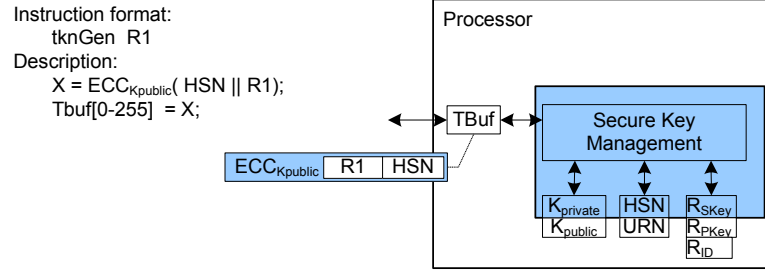 Instruction format:
tknGen R1
Description:
X = ECC_Kpublic( HSN || R1);
Tbuf[0-255] = X;
Processor
TBuf
Secure Key
Management
ECC_Kpublic R1 HSN
K_private HSN R_SKey
K_public URN R_PKey
R_ID